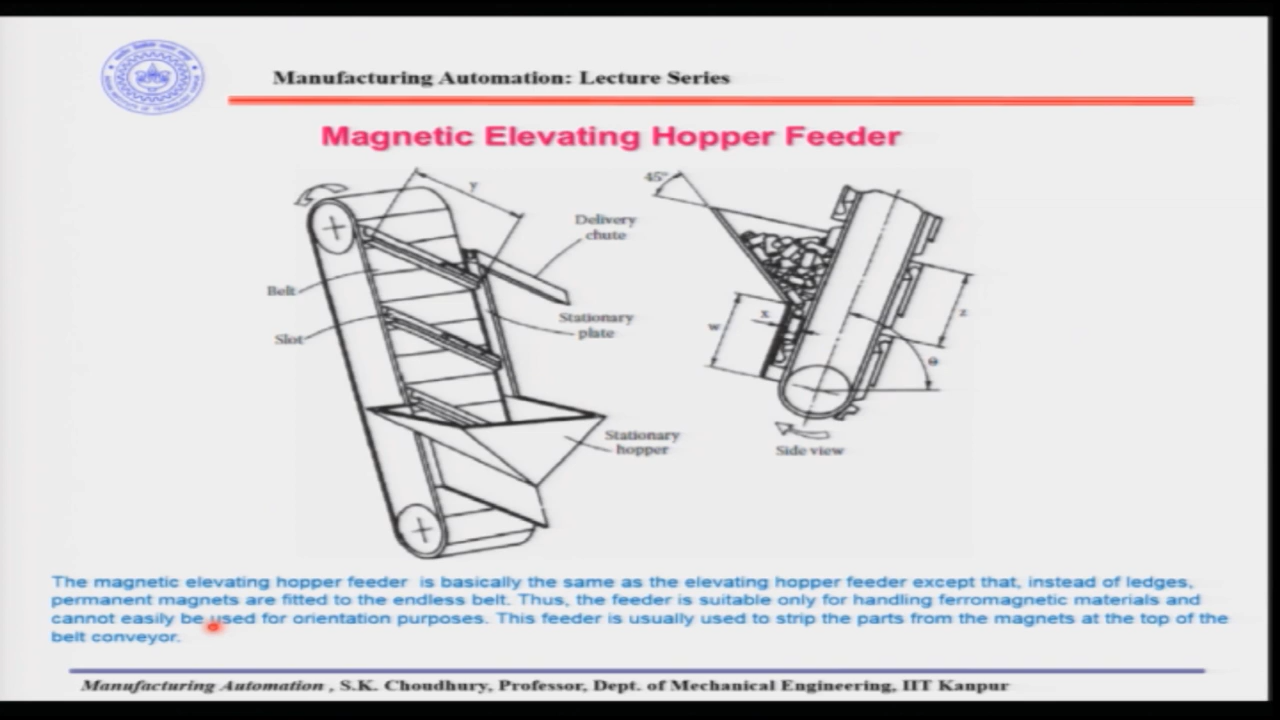 Manufacturing Automation: Lecture Series
Magnetic Elevating Hopper Feeder
y
Delivery
chute
Belt
Slot
Stationary
plate
Stationary
hopper
45°
w
x
z
θ
Side view
The magnetic elevating hopper feeder is basically the same as the elevating hopper feeder except that, instead of ledges,
permanent magnets are fitted to the endless belt. Thus, the feeder is suitable only for handling ferromagnetic materials and
cannot easily be used for orientation purposes. This feeder is usually used to strip the parts from the magnets at the top of the
belt conveyor.
Manufacturing Automation , S.K. Choudhury, Professor, Dept. of Mechanical Engineering, IIT Kanpur